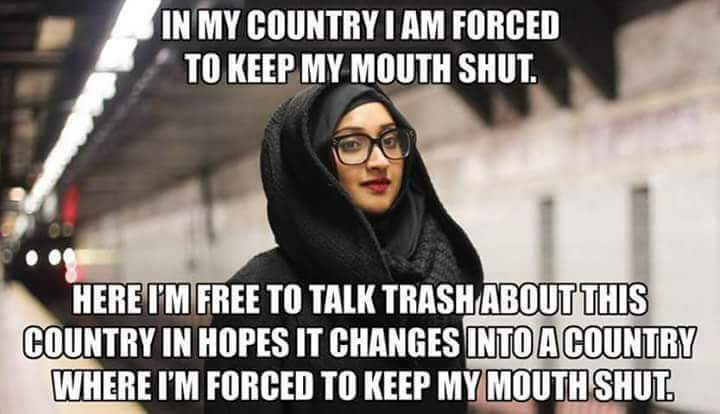 IN MY COUNTRY I AM FORCED
TO KEEP MY MOUTH SHUT.
HERE I'M FREE TO TALK TRASH ABOUT THIS
COUNTRY IN HOPES IT CHANGES INTO A COUNTRY
WHERE I'M FORCED TO KEEP MY MOUTH SHUT.